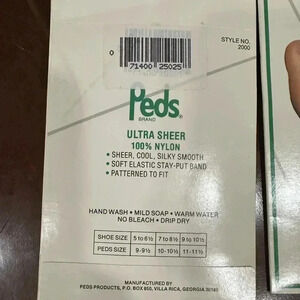 STYLE NO.
2000
0
71400 25025
Peds®
BRAND
ULTRA SHEER
100% NYLON
• SHEER, COOL, SILKY SMOOTH
• SOFT ELASTIC STAY-PUT BAND
• PATTERNED TO FIT
HAND WASH • MILD SOAP • WARM WATER
NO BLEACH • DRIP DRY
SHOE SIZE 5 to 6½ 7 to 8½ 9 to 10½
PEDS SIZE 9-9½ 10-10½ 11-11½
MANUFACTURED BY
PEDS PRODUCTS, P.O. BOX 650, VILLA RICA, GEORGIA 30180